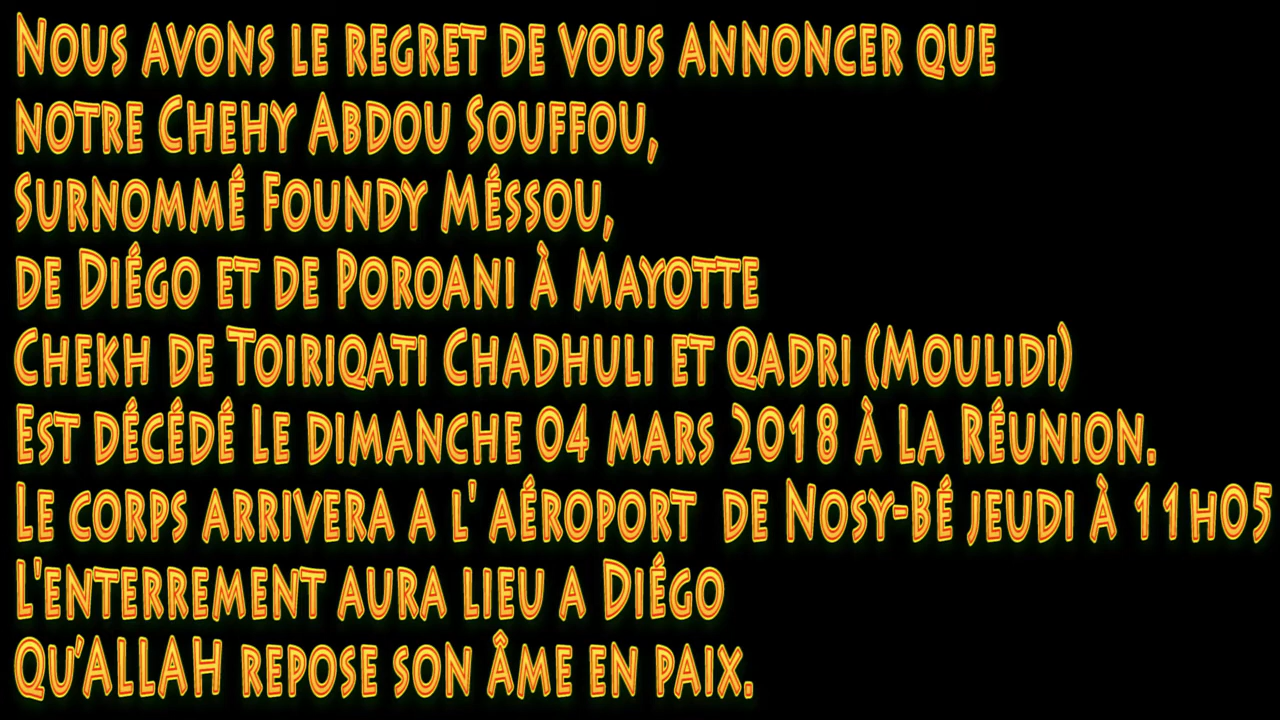 Nous avons le regret de vous annoncer que
notre Chehy Abdou Souffou,
Surnommé Foundy Méssou,
de Diégo et de Poroani à Mayotte
Chekh de Toiriqati Chadhuli et Qadri (Moulidi)
Est décédé Le dimanche 04 mars 2018 à La Réunion.
Le corps arrivera a l' aéroport de Nosy-Bé jeudi à 11h05
L'enterrement aura lieu a Diégo
Qu'ALLAH repose son âme en paix.